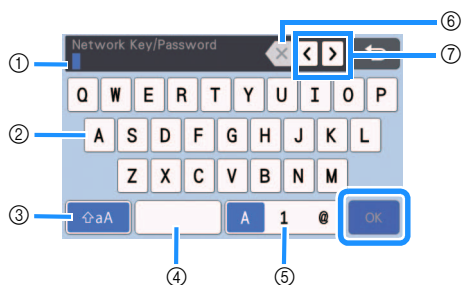 ⑥
Network Key/Password
①
⑦
Q W E R T Y U I O P
② A S D F G H J K L
Z X C V B N M
③ ⇧aA A 1 @ OK
④ ⑤